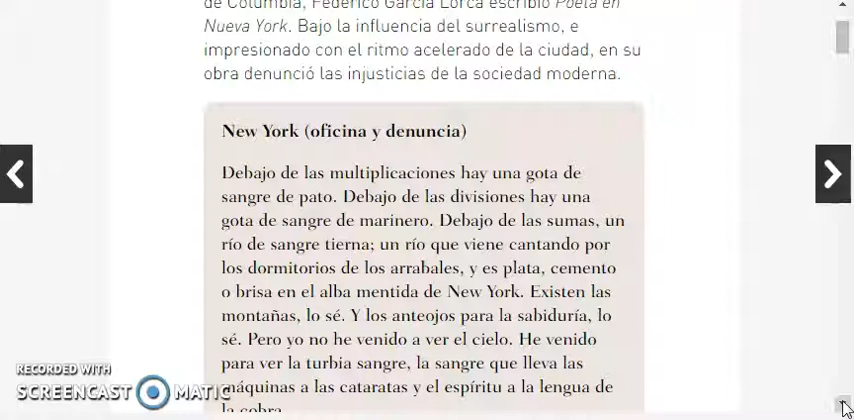 de Columbia, Federico García Lorca escribió Poeta en
Nueva York. Bajo la influencia del surrealismo, e
impresionado con el ritmo acelerado de la ciudad, en su
obra denunció las injusticias de la sociedad moderna.
New York (oficina y denuncia)
Debajo de las multiplicaciones hay una gota de
sangre de pato. Debajo de las divisiones hay una
gota de sangre de marinero. Debajo de las sumas, un
río de sangre tierna; un río que viene cantando por
los dormitorios de los arrabales, y es plata, cemento
o brisa en el alba mentida de New York. Existen las
montañas, lo sé. Y los anteojos para la sabiduría, lo
sé. Pero yo no he venido a ver el cielo. He venido
para ver la turbia sangre, la sangre que lleva las
máquinas a las cataratas y el espíritu a la lengua de
la cobra.
RECORDED WITH
SCREENCAST MATIC